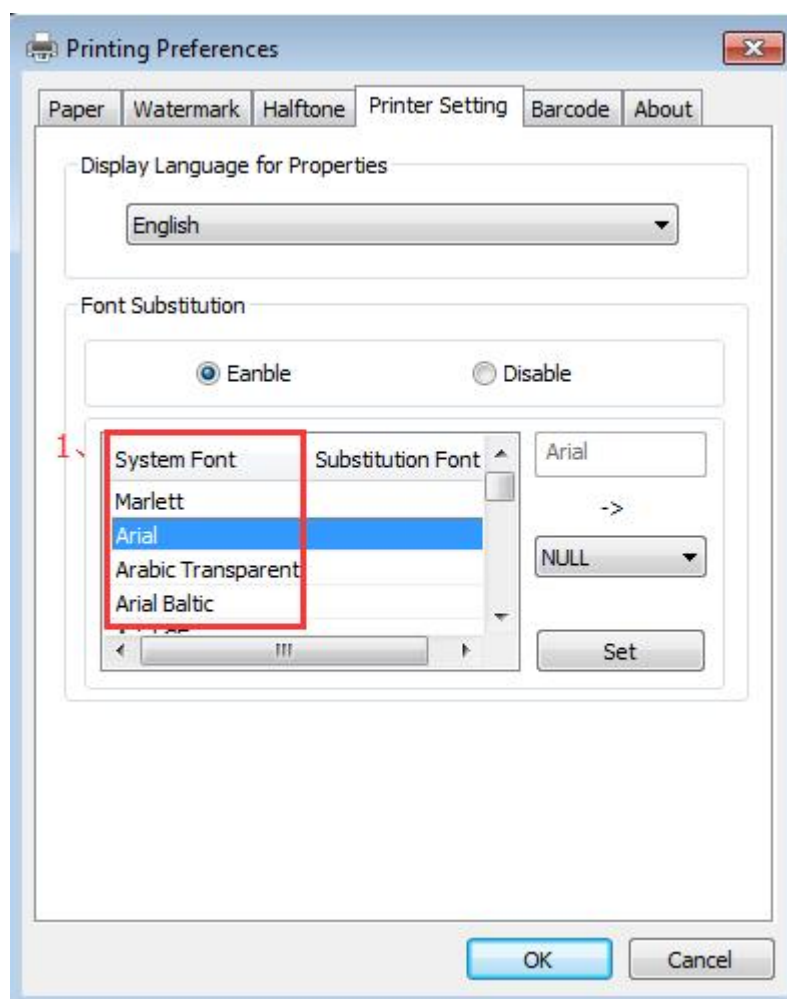 Printing Preferences
Paper Watermark Halftone Printer Setting Barcode About
Display Language for Properties
English
Font Substitution
Eanble Disable
1、
System Font Substitution Font
Marlett
Arial
Arabic Transparent
Arial Baltic
Arial
->
NULL
Set
OK Cancel